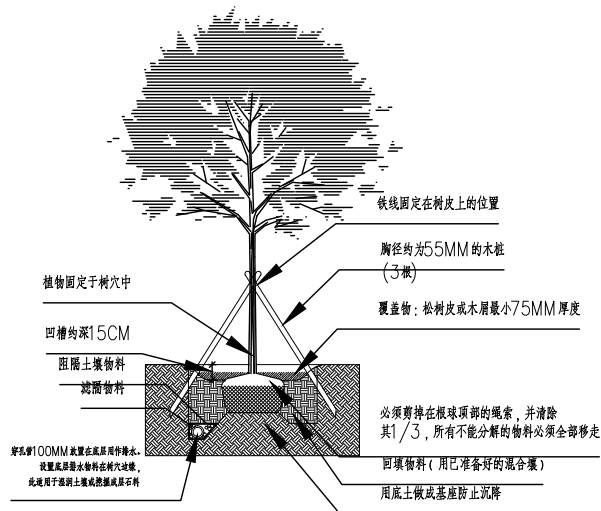 铁线固定在树皮上的位置
胸径约为55MM的木桩
(3根)
植物固定于树穴中
覆盖物：松树皮或木屑最小75MM厚度
凹槽约深15CM
阻隔土壤物料
滤隔物料
必须剪掉在根球顶部的绳索，并清除
其1/3，所有不能分解的物料必须全部移走
穿孔管100MM放置在底层用作排水。
设置底层排水物料在树穴边缘，
此适用于湿润土壤或挖掘成层石料
回填物料(用已准备好的混合壤)
用底土做成基座防止沉降